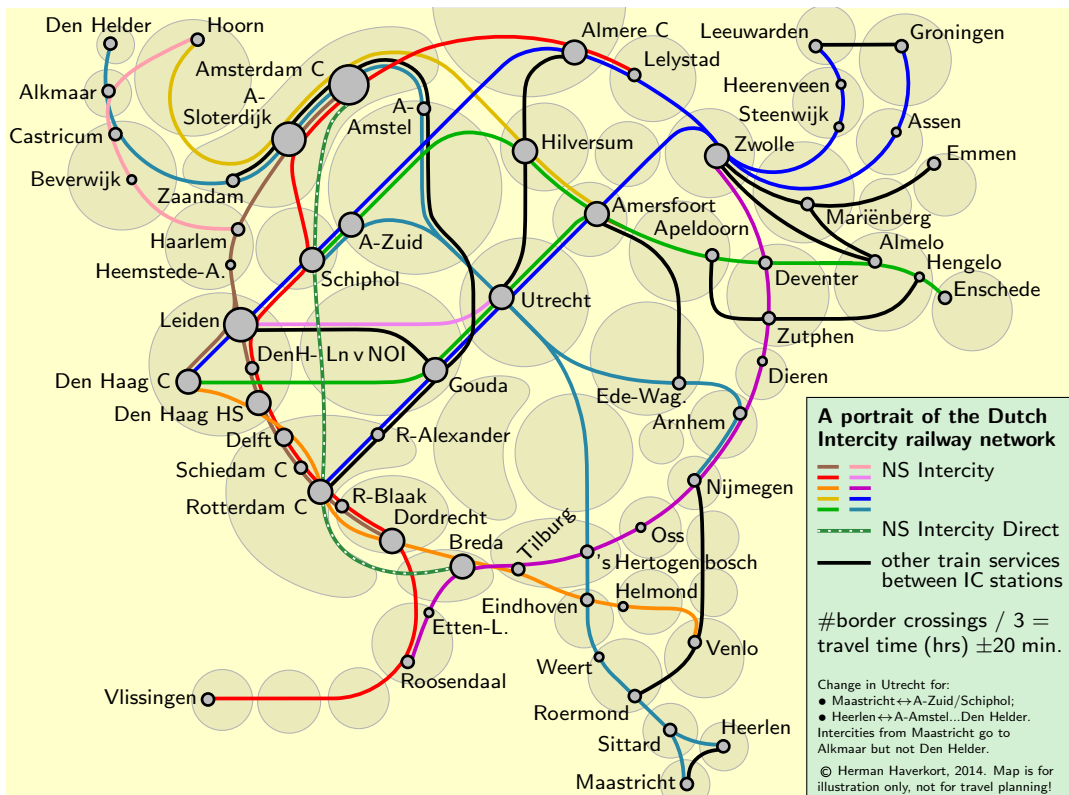 Den Helder
Hoorn
Almere C
Leeuwarden
Groningen
Amsterdam C
Lelystad
Alkmaar
A-
Sloterdijk
A-
Amstel
Heerenveen
Steenwijk
Assen
Castricum
Hilversum
Zwolle
Emmen
Beverwijk
Zaandam
Amersfoort
Mariënberg
Haarlem
A-Zuid
Apeldoorn
Almelo
Heemstede-A.
Schiphol
Deventer
Hengelo
Enschede
Leiden
Utrecht
Zutphen
DenH- Ln v NOI
Den Haag C
Gouda
Ede-Wag.
Dieren
Den Haag HS
Arnhem
Delft
R-Alexander
Schiedam C
Nijmegen
Rotterdam C
R-Blaak
Dordrecht
Breda
Tilburg
Oss
's Hertogenbosch
Eindhoven
Helmond
Etten-L.
Venlo
Weert
Roosendaal
Vlissingen
Roermond
Sittard
Heerlen
Maastricht
A portrait of the Dutch
Intercity railway network
NS Intercity
NS Intercity Direct
other train services
between IC stations
#border crossings / 3 =
travel time (hrs) ±20 min.
Change in Utrecht for:
● Maastricht↔A-Zuid/Schiphol;
● Heerlen↔A-Amstel...Den Helder.
Intercities from Maastricht go to
Alkmaar but not Den Helder.
© Herman Haverkort, 2014. Map is for
illustration only, not for travel planning!